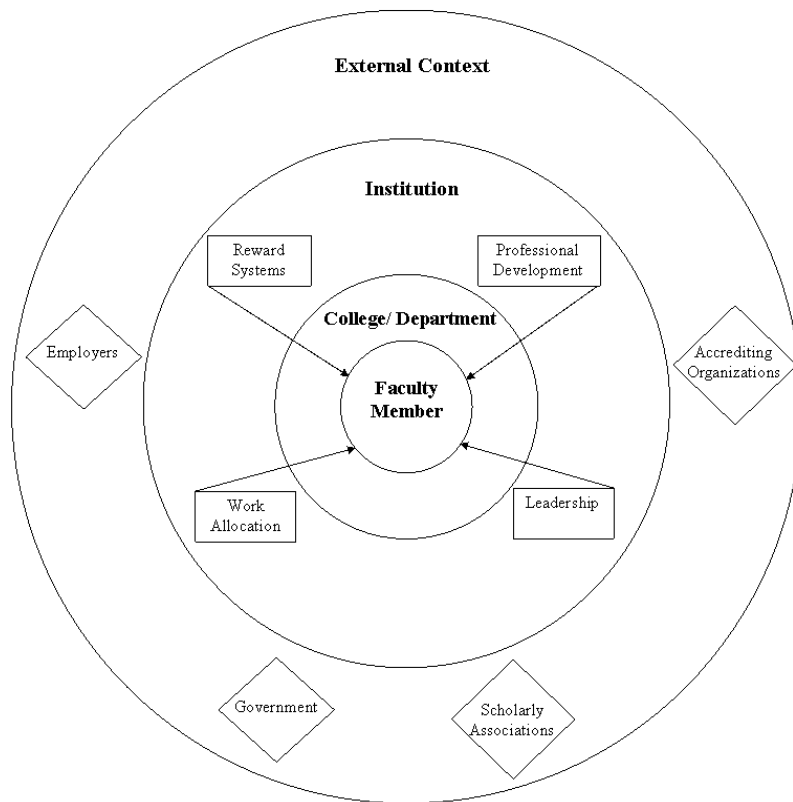 External Context
Institution
Reward
Systems
Professional
Development
College/ Department
Employers
Accrediting
Organizations
Faculty
Member
Work
Allocation
Leadership
Government
Scholarly
Associations